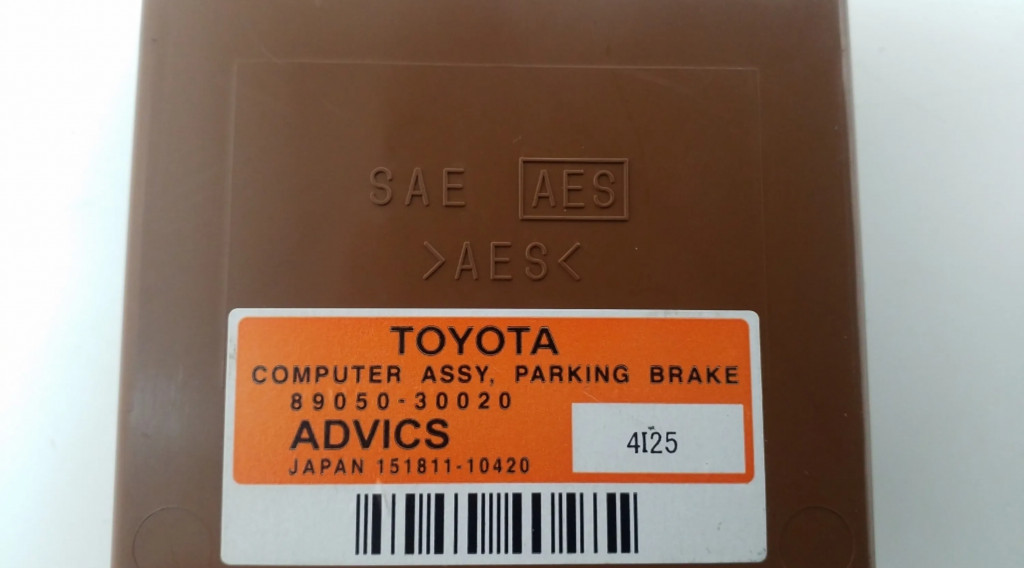 SAE AES
>AES<
TOYOTA
COMPUTER ASSY, PARKING BRAKE
89050-30020
ADVICS
4I25
JAPAN 151811-10420